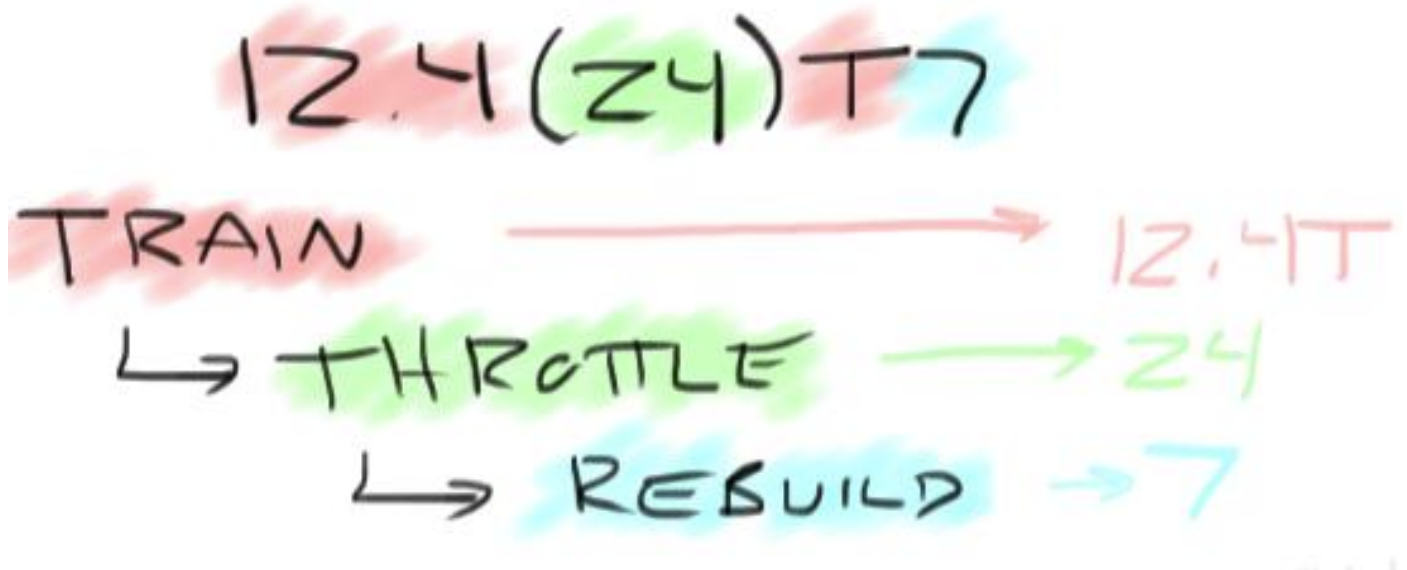 12.4(24)T7
TRAIN → 12.4T
↳ THROTTLE → 24
↳ REBUILD → 7